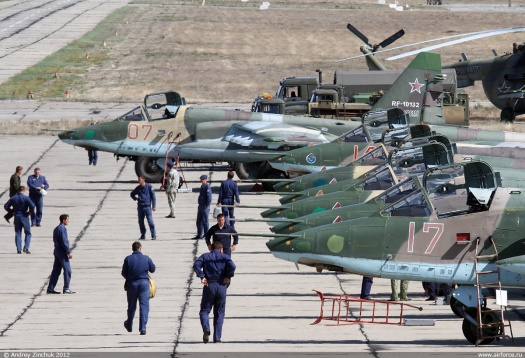 RF-10132
07
17
© Andrey Zinchuk 2012
www.airforce.ru